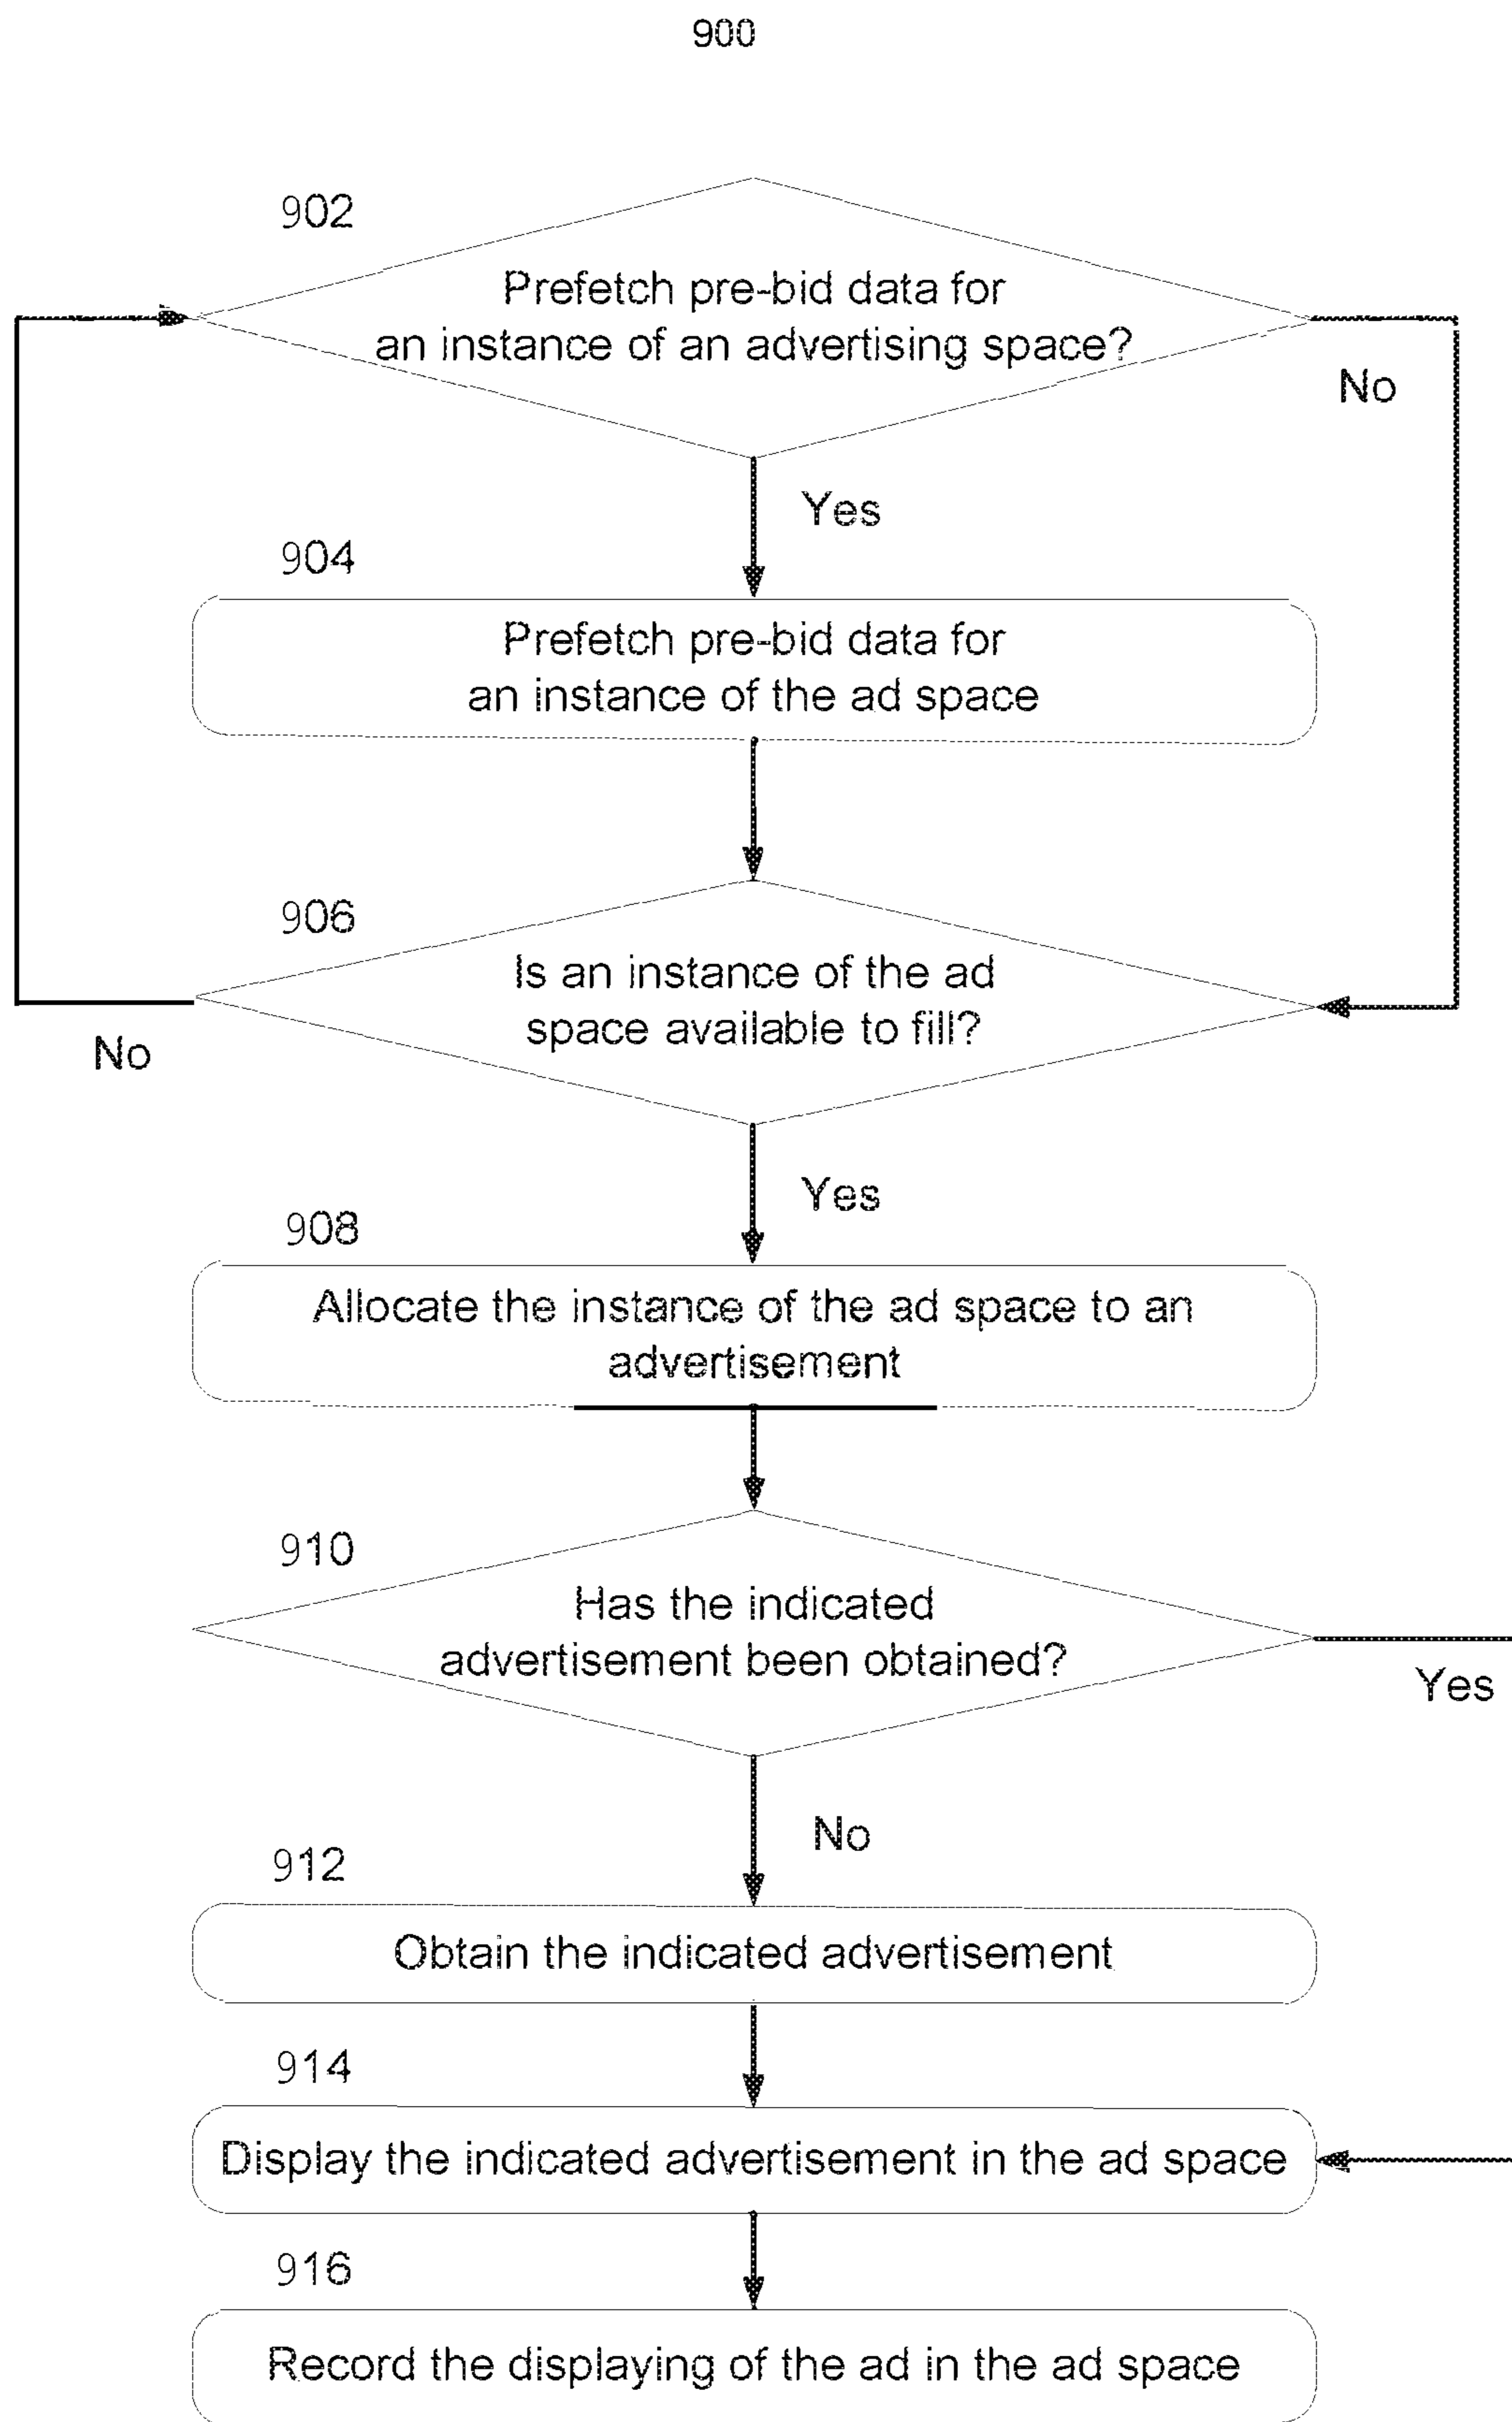 900
902
Prefetch pre-bid data for
an instance of an advertising space?
No
Yes
904
Prefetch pre-bid data for
an instance of the ad space
906
Is an instance of the ad
space available to fill?
No
Yes
908
Allocate the instance of the ad space to an
advertisement
910
Has the indicated
advertisement been obtained?
Yes
No
912
Obtain the indicated advertisement
914
Display the indicated advertisement in the ad space
916
Record the displaying of the ad in the ad space